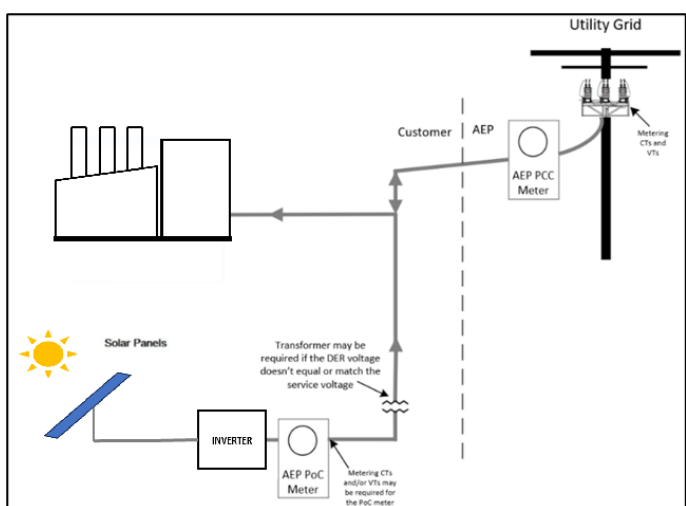 Utility Grid
Metering
CTs and
VTs
Customer
AEP
AEP PCC
Meter
Solar Panels
Transformer may be
required if the DER voltage
doesn't equal or match the
service voltage
INVERTER
AEP PoC
Meter
Metering CTs
and/or VTs may
be required for
the PoC meter